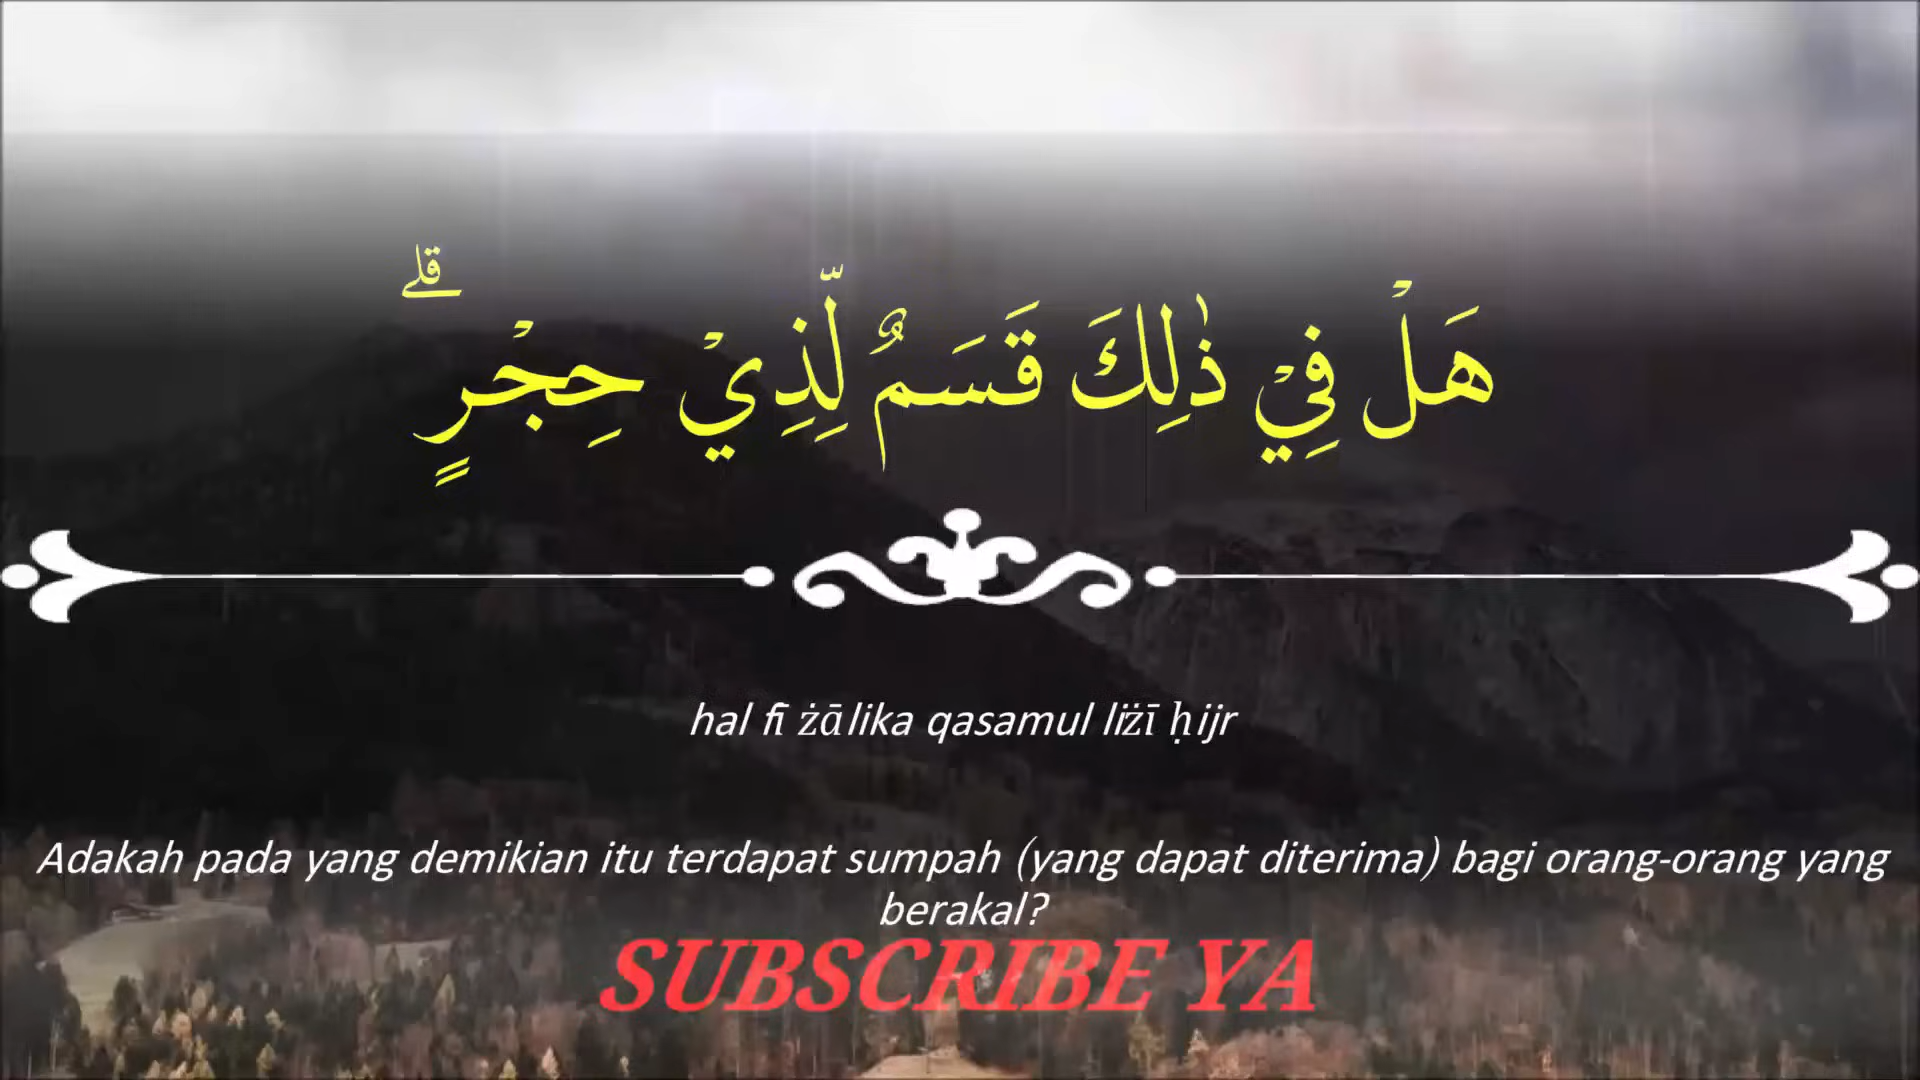 هَلْ فِيْ ذٰلِكَ قَسَمٌ لِّذِيْ حِجْرٍۗ
hal fī żālika qasamul liżī ḥijr
Adakah pada yang demikian itu terdapat sumpah (yang dapat diterima) bagi orang-orang yang
berakal?
SUBSCRIBE YA